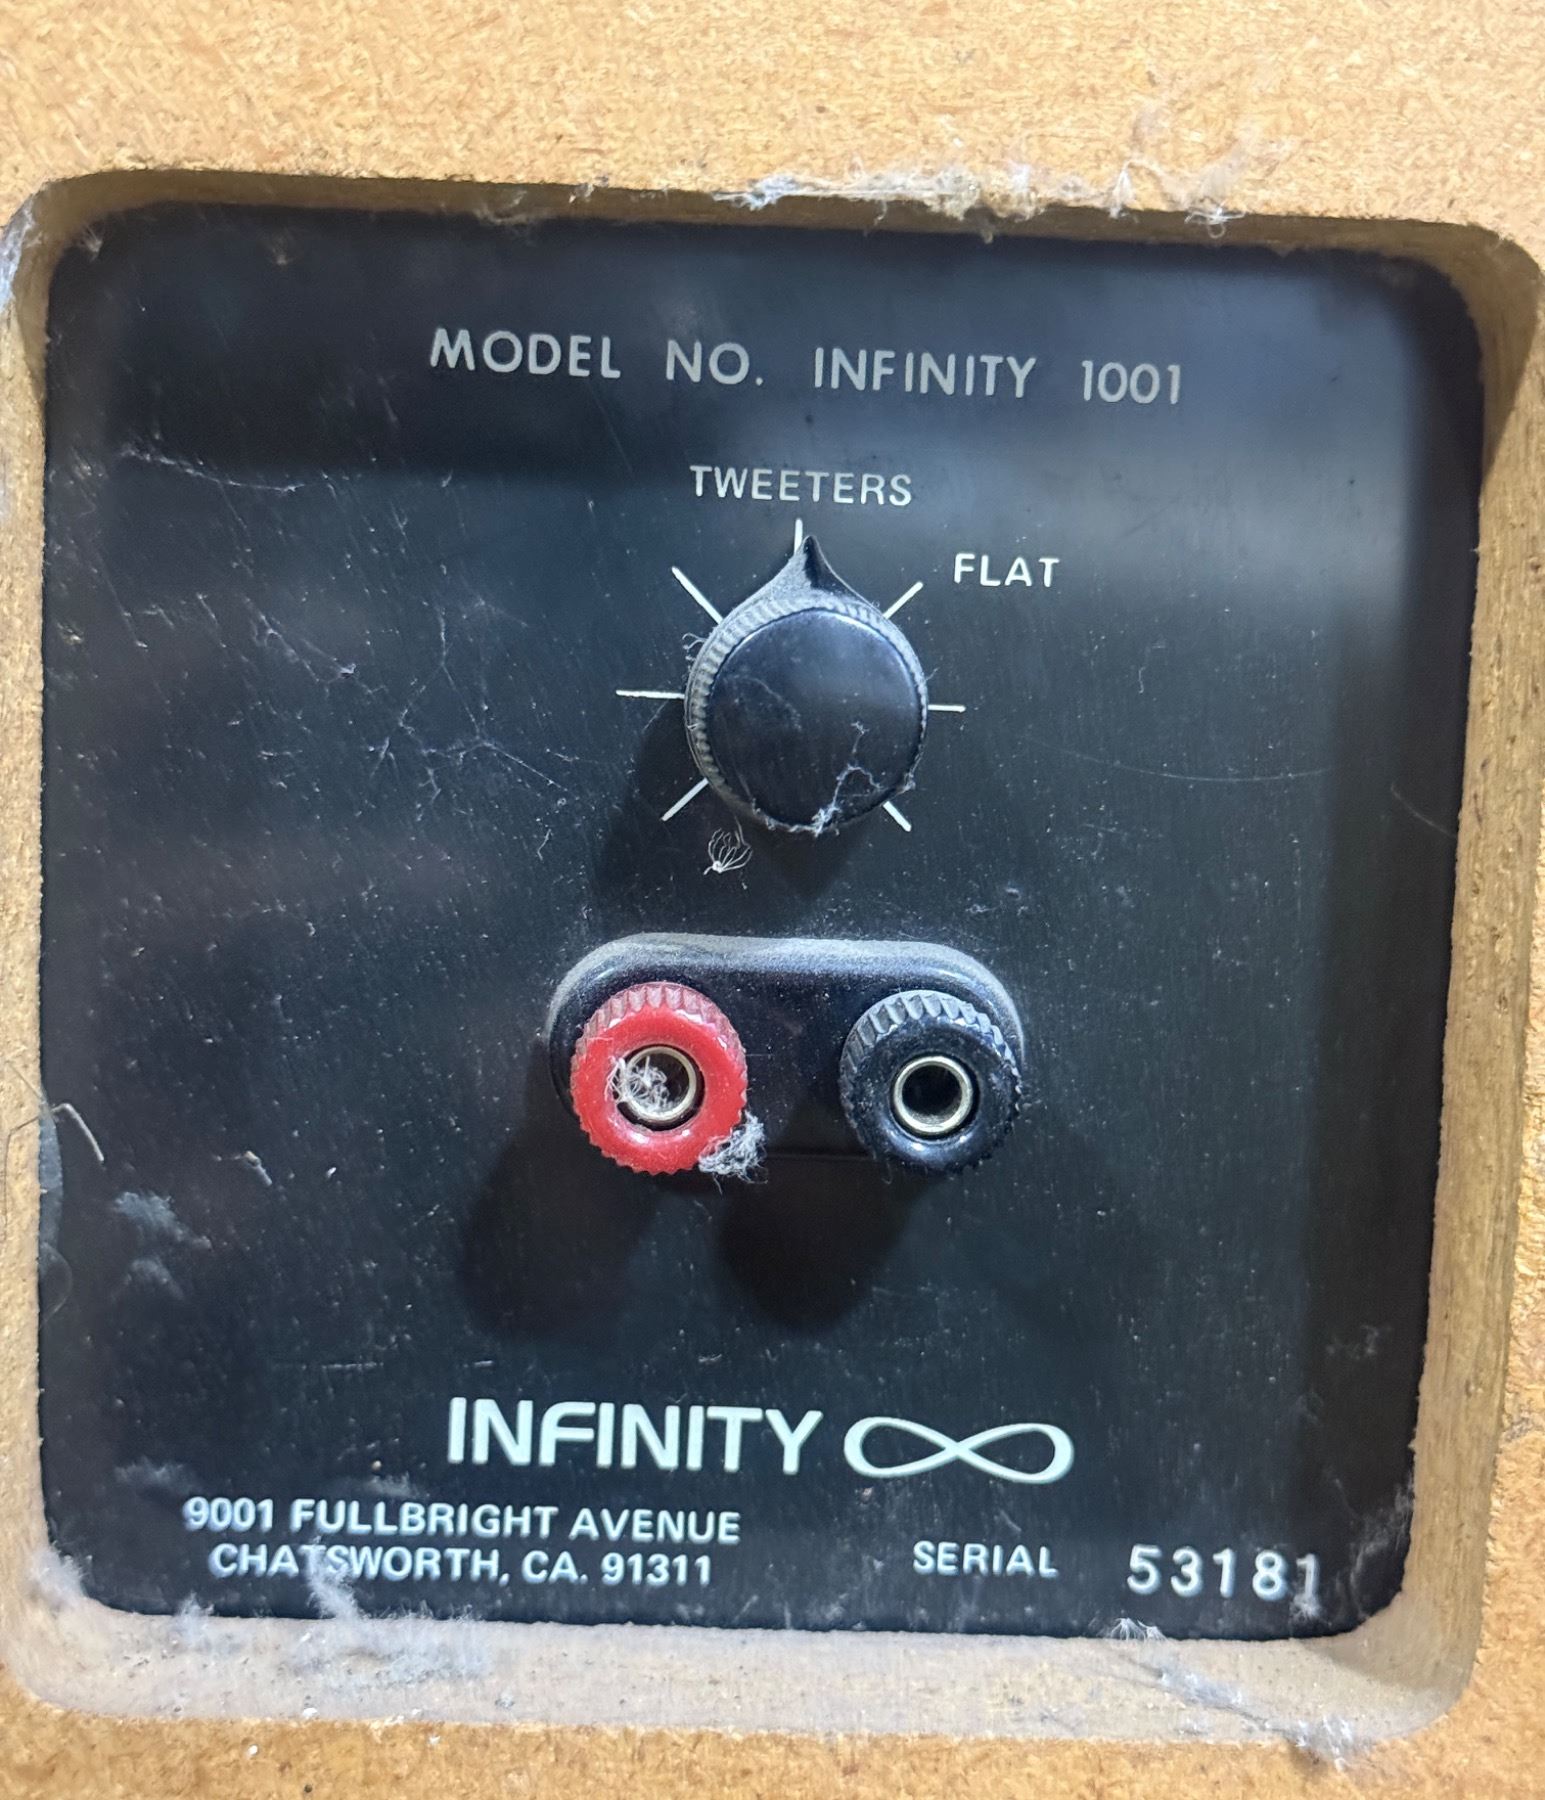 MODEL NO. INFINITY 1001
TWEETERS
FLAT
INFINITY
9001 FULLBRIGHT AVENUE
CHATSWORTH, CA. 91311
SERIAL 53181